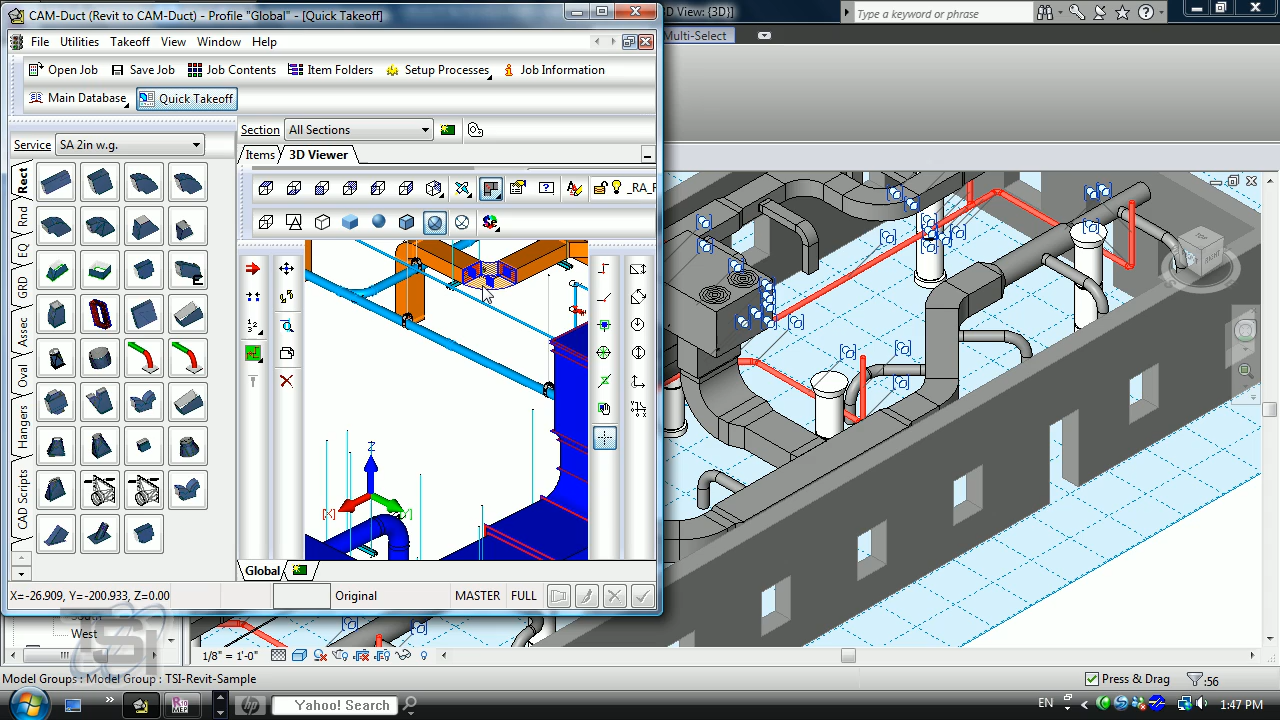 CAM-Duct (Revit to CAM-Duct) - Profile "Global" - [Quick Takeoff]
D View: {3D}]
Type a keyword or phrase
File Utilities Takeoff View Window Help
Multi-Select
Open Job Save Job Job Contents Item Folders Setup Processes Job Information
Main Database Quick Takeoff
Section All Sections
Service SA 2in w.g.
Items 3D Viewer
_RA_R
Rect
Rnd
EQ
GRD
Assec
Oval
Hangers
CAD Scripts
Z
[X]
Global
X=-26.909, Y=-200.933, Z=0.00 Original MASTER FULL
South
West
TSi
1/8" = 1'-0"
Model Groups : Model Group : TSI-Revit-Sample
Press & Drag :56
Yahoo! Search
EN 1:47 PM